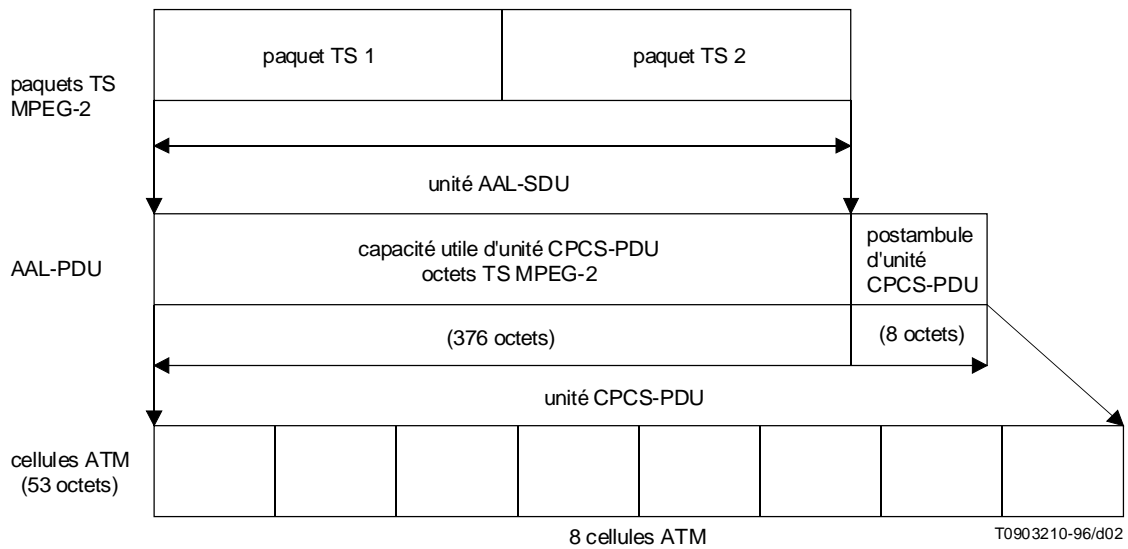 paquet TS 1
paquet TS 2
paquets TS
MPEG-2
unité AAL-SDU
AAL-PDU
capacité utile d'unité CPCS-PDU
octets TS MPEG-2
postambule
d'unité
CPCS-PDU
(376 octets)
(8 octets)
unité CPCS-PDU
cellules ATM
(53 octets)
8 cellules ATM
T0903210-96/d02